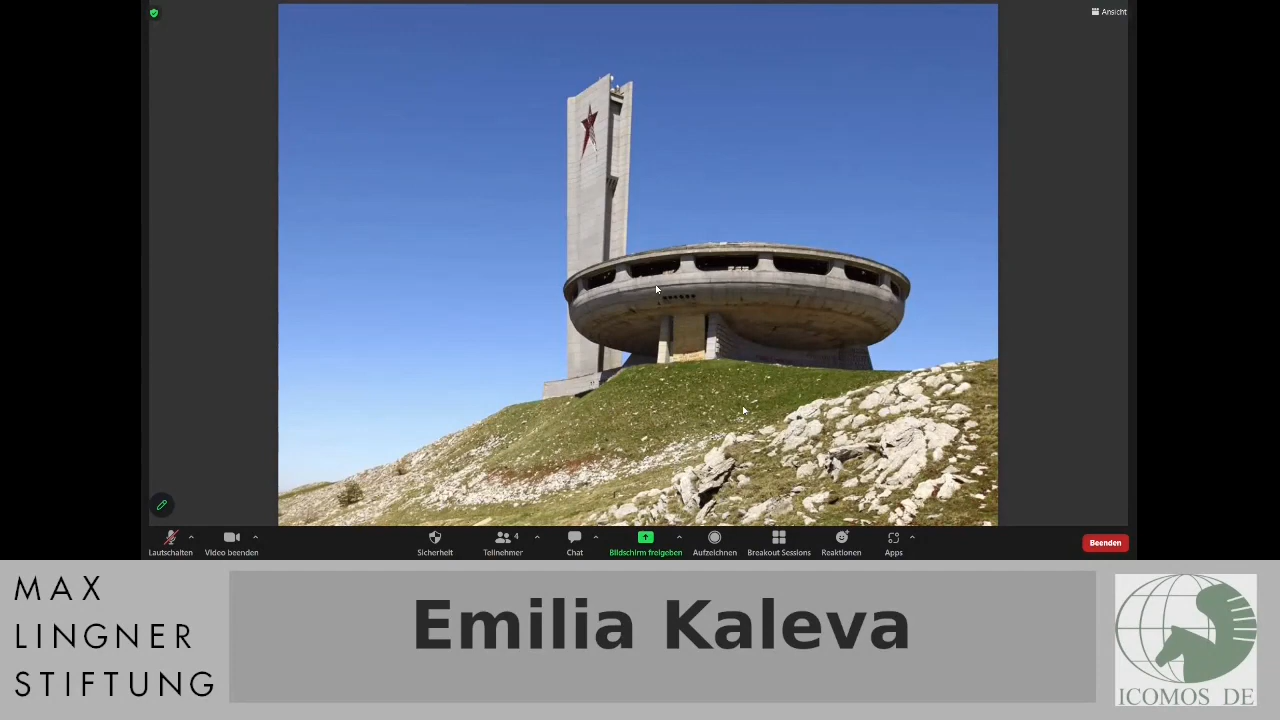 Ansicht
Lautschalten
Video beenden
Sicherheit
4
Teilnehmer
Chat
Bildschirm freigeben
Aufzeichnen
Breakout Sessions
Reaktionen
Apps
Beenden
MAX
LINGNER
STIFTUNG
Emilia Kaleva
ICOMOS DE